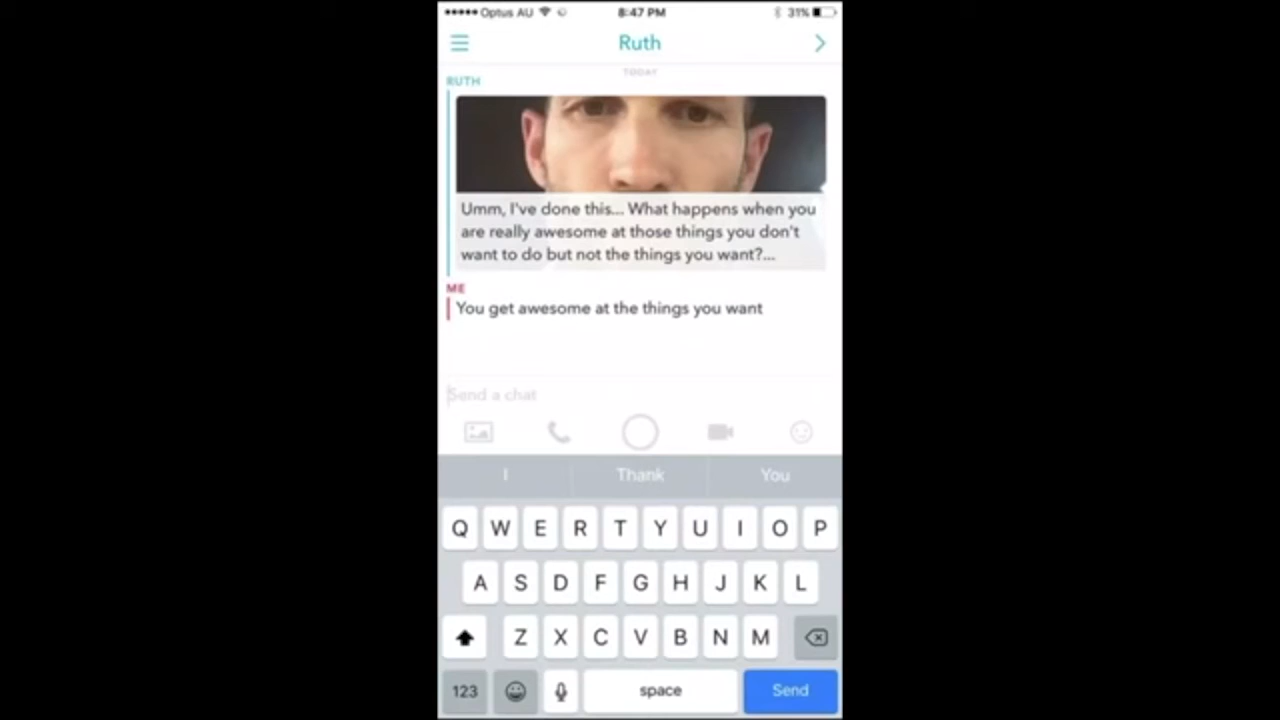 Optus AU 8:47 PM 31%
Ruth
TODAY
RUTH
Umm, I've done this... What happens when you
are really awesome at those things you don't
want to do but not the things you want?...
ME
You get awesome at the things you want
Send a chat
I Thank You
Q W E R T Y U I O P
A S D F G H J K L
Z X C V B N M
123 space Send